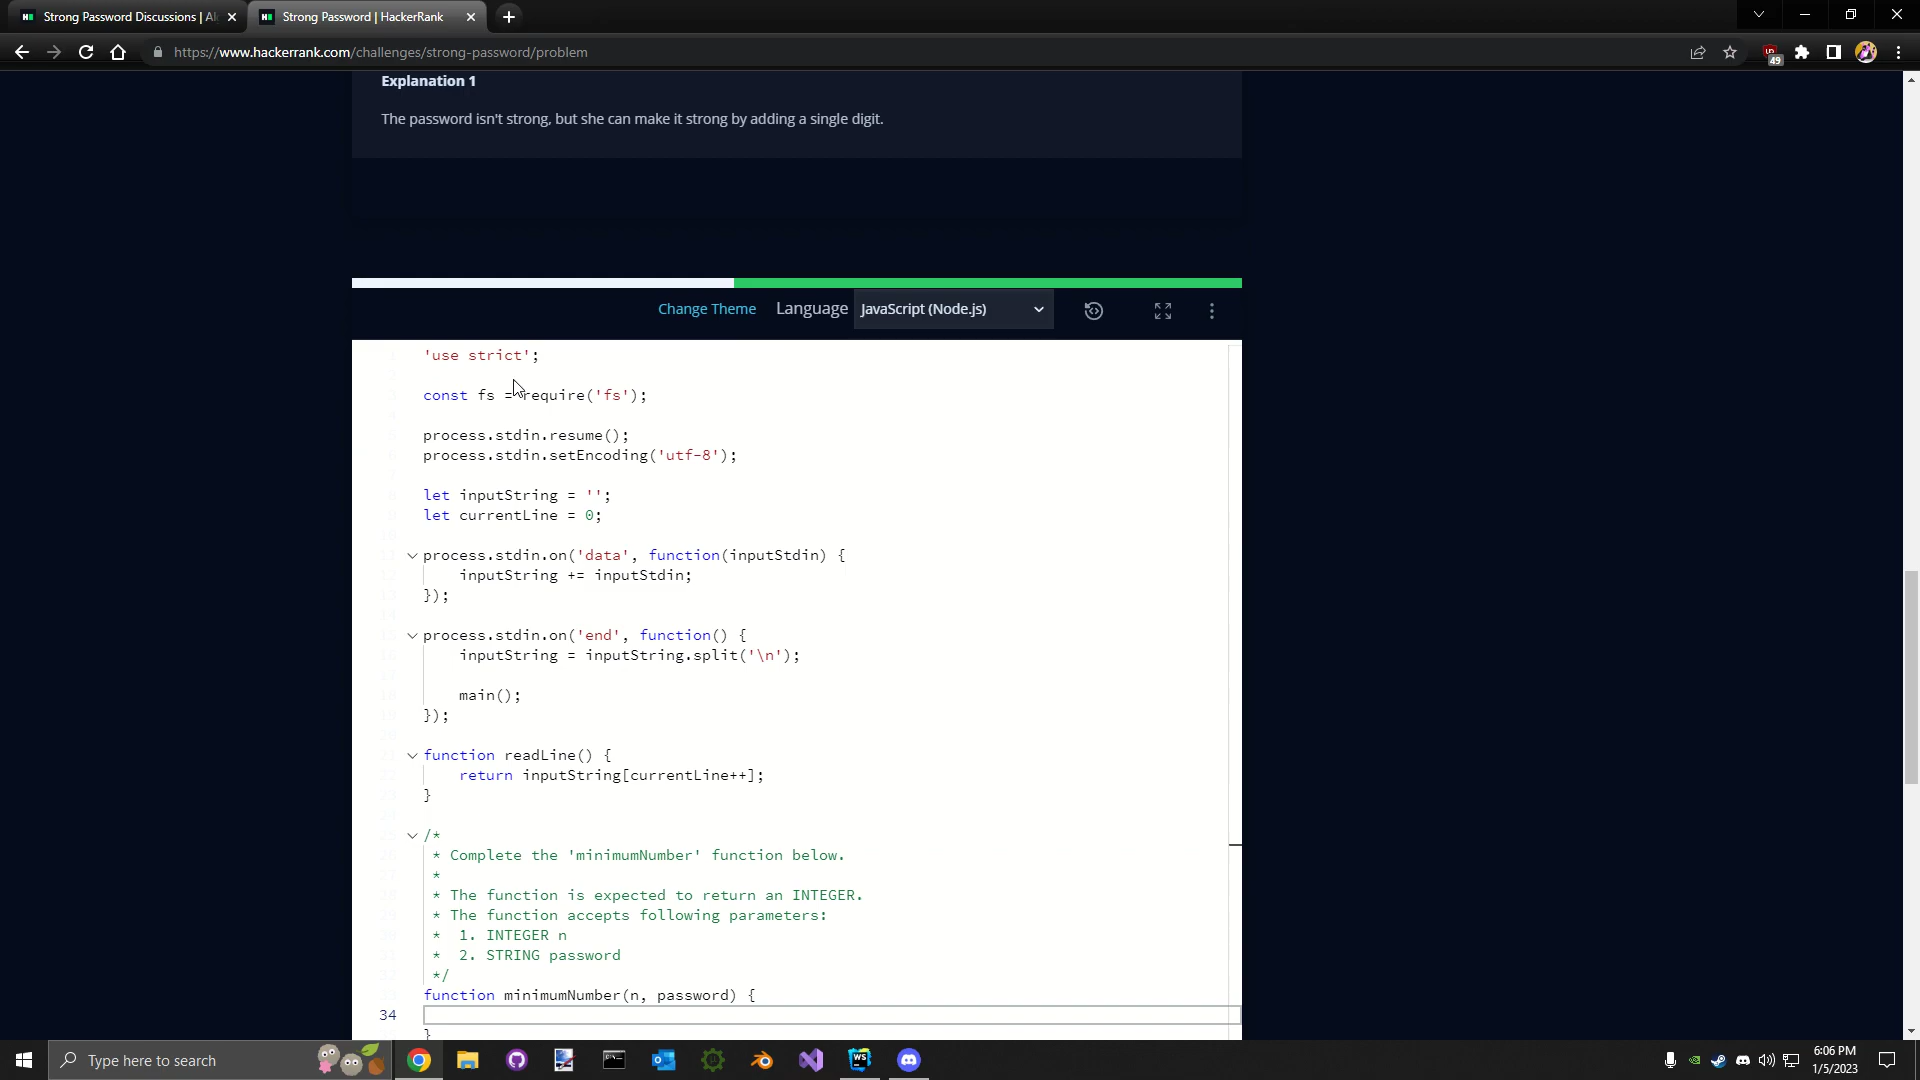 Strong Password Discussions | Al
Strong Password | HackerRank
https://www.hackerrank.com/challenges/strong-password/problem
49
Explanation 1
The password isn't strong, but she can make it strong by adding a single digit.
Change Theme
Language
JavaScript (Node.js)
'use strict';
const fs = require('fs');
process.stdin.resume();
process.stdin.setEncoding('utf-8');
let inputString = '';
let currentLine = 0;
process.stdin.on('data', function(inputStdin) {
inputString += inputStdin;
});
process.stdin.on('end', function() {
inputString = inputString.split('\n');
main();
});
function readLine() {
return inputString[currentLine++];
}
/*
* Complete the 'minimumNumber' function below.
*
* The function is expected to return an INTEGER.
* The function accepts following parameters:
* 1. INTEGER n
* 2. STRING password
*/
function minimumNumber(n, password) {
34
}
Type here to search
WS
6:06 PM
1/5/2023